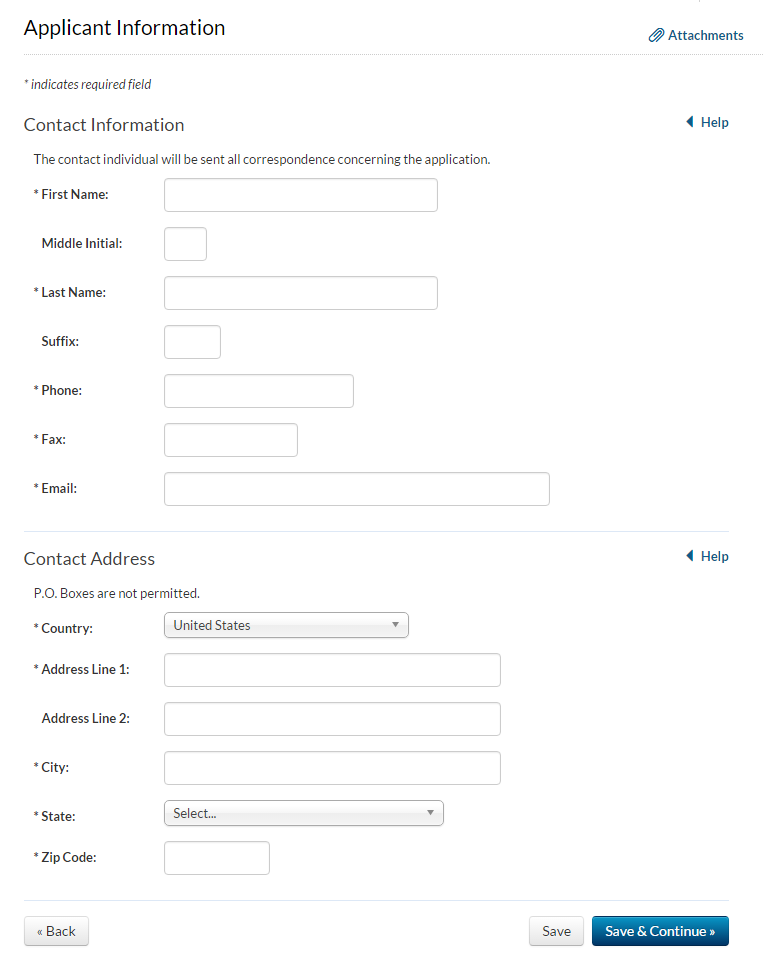 Applicant Information
Attachments
* indicates required field
Contact Information
Help
The contact individual will be sent all correspondence concerning the application.
* First Name:
Middle Initial:
* Last Name:
Suffix:
* Phone:
* Fax:
* Email:
Contact Address
Help
P.O. Boxes are not permitted.
* Country: United States
* Address Line 1:
Address Line 2:
* City:
* State: Select...
* Zip Code:
« Back Save Save & Continue »